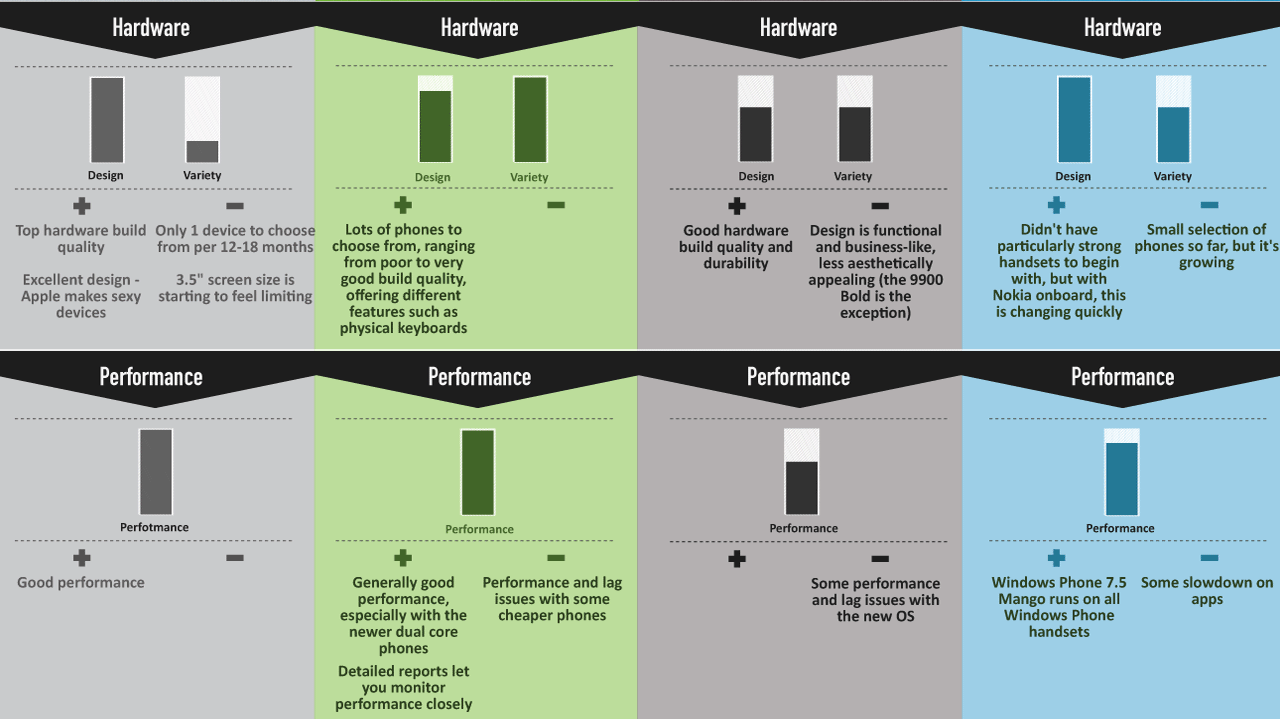 Hardware
Design
Variety
Top hardware build
quality
Excellent design -
Apple makes sexy
devices
Only 1 device to choose
from per 12-18 months
3.5" screen size is
starting to feel limiting
Hardware
Design
Variety
Lots of phones to
choose from, ranging
from poor to very
good build quality,
offering different
features such as
physical keyboards
Hardware
Design
Variety
Good hardware
build quality and
durability
Design is functional
and business-like,
less aesthetically
appealing (the 9900
Bold is the
exception)
Hardware
Design
Variety
Didn't have
particularly strong
handsets to begin
with, but with
Nokia onboard, this
is changing quickly
Small selection of
phones so far, but it's
growing
Performance
Perfotmance
Good performance
Performance
Performance
Generally good
performance,
especially with the
newer dual core
phones
Detailed reports let
you monitor
performance closely
Performance and lag
issues with some
cheaper phones
Performance
Performance
Some performance
and lag issues with
the new OS
Performance
Performance
Windows Phone 7.5
Mango runs on all
Windows Phone
handsets
Some slowdown on
apps